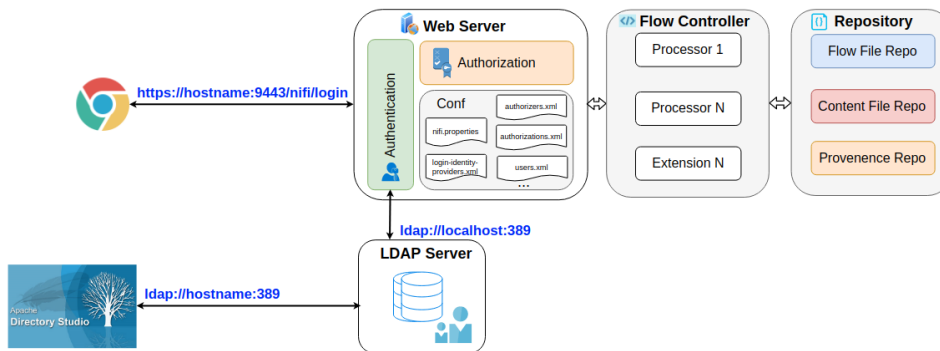 Web Server
Authentication
Authorization
Conf
authorizers.xml
nifi.properties
authorizations.xml
login-identity-
providers.xml
users.xml
...
https://hostname:9443/nifi/login
</> Flow Controller
Processor 1
Processor N
Extension N
{} Repository
Flow File Repo
Content File Repo
Provenence Repo
ldap://localhost:389
LDAP Server
ldap://hostname:389
Apache
Directory Studio